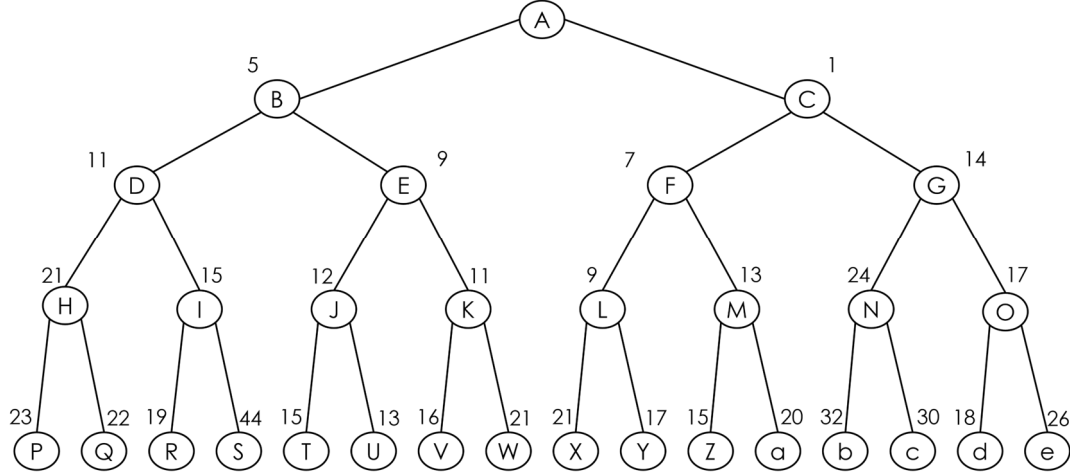 A
5 1
B C
11 9 7 14
D E F G
21 15 12 11 9 13 24 17
H I J K L M N O
23 22 19 44 15 13 16 21 21 17 15 20 32 30 18 26
P Q R S T U V W X Y Z a b c d e